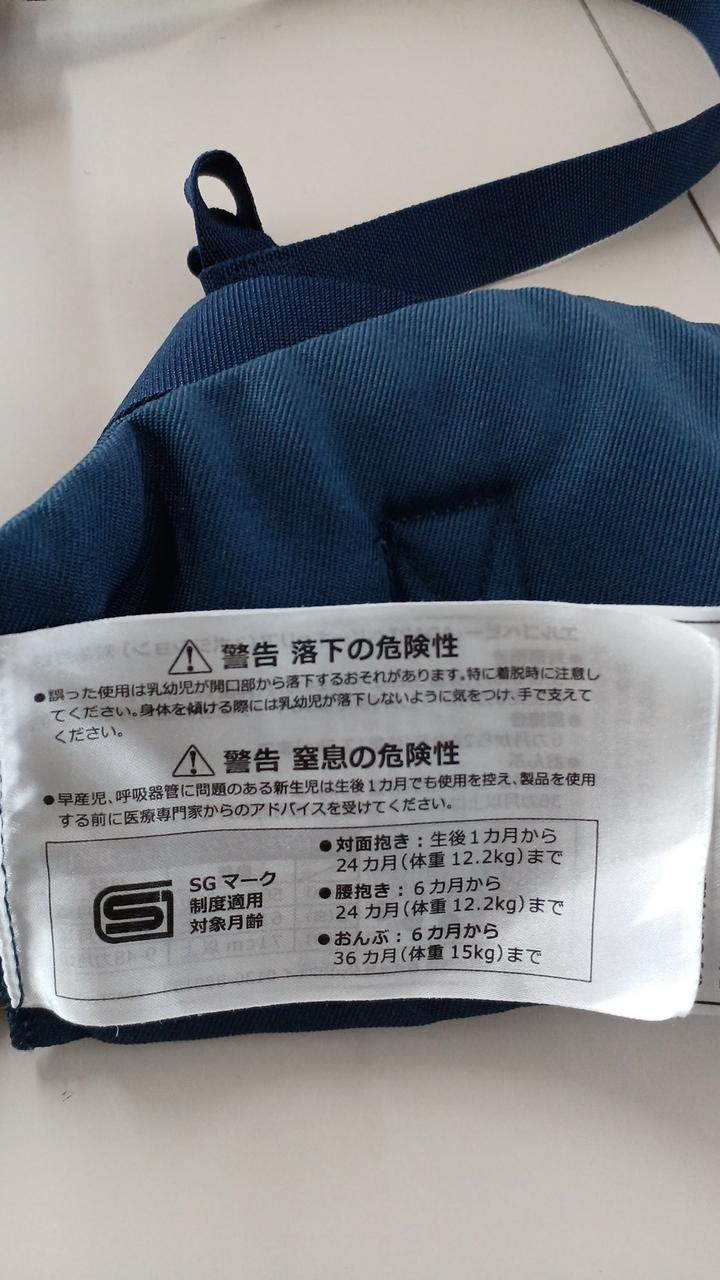 警告 落下の危険性
●誤った使用は乳幼児が開口部から落下するおそれがあります。特に着脱時に注意し
てください。身体を傾ける際には乳幼児が落下しないように気をつけ、手で支えて
ください。
警告 窒息の危険性
●早産児、呼吸器管に問題のある新生児は生後1カ月でも使用を控え、製品を使用
する前に医療専門家からのアドバイスを受けてください。
SG マーク
制度適用
対象月齢
●対面抱き：生後1カ月から
24カ月（体重 12.2kg）まで
●腰抱き：6カ月から
24カ月（体重 12.2kg）まで
●おんぶ：6カ月から
36カ月（体重 15kg）まで